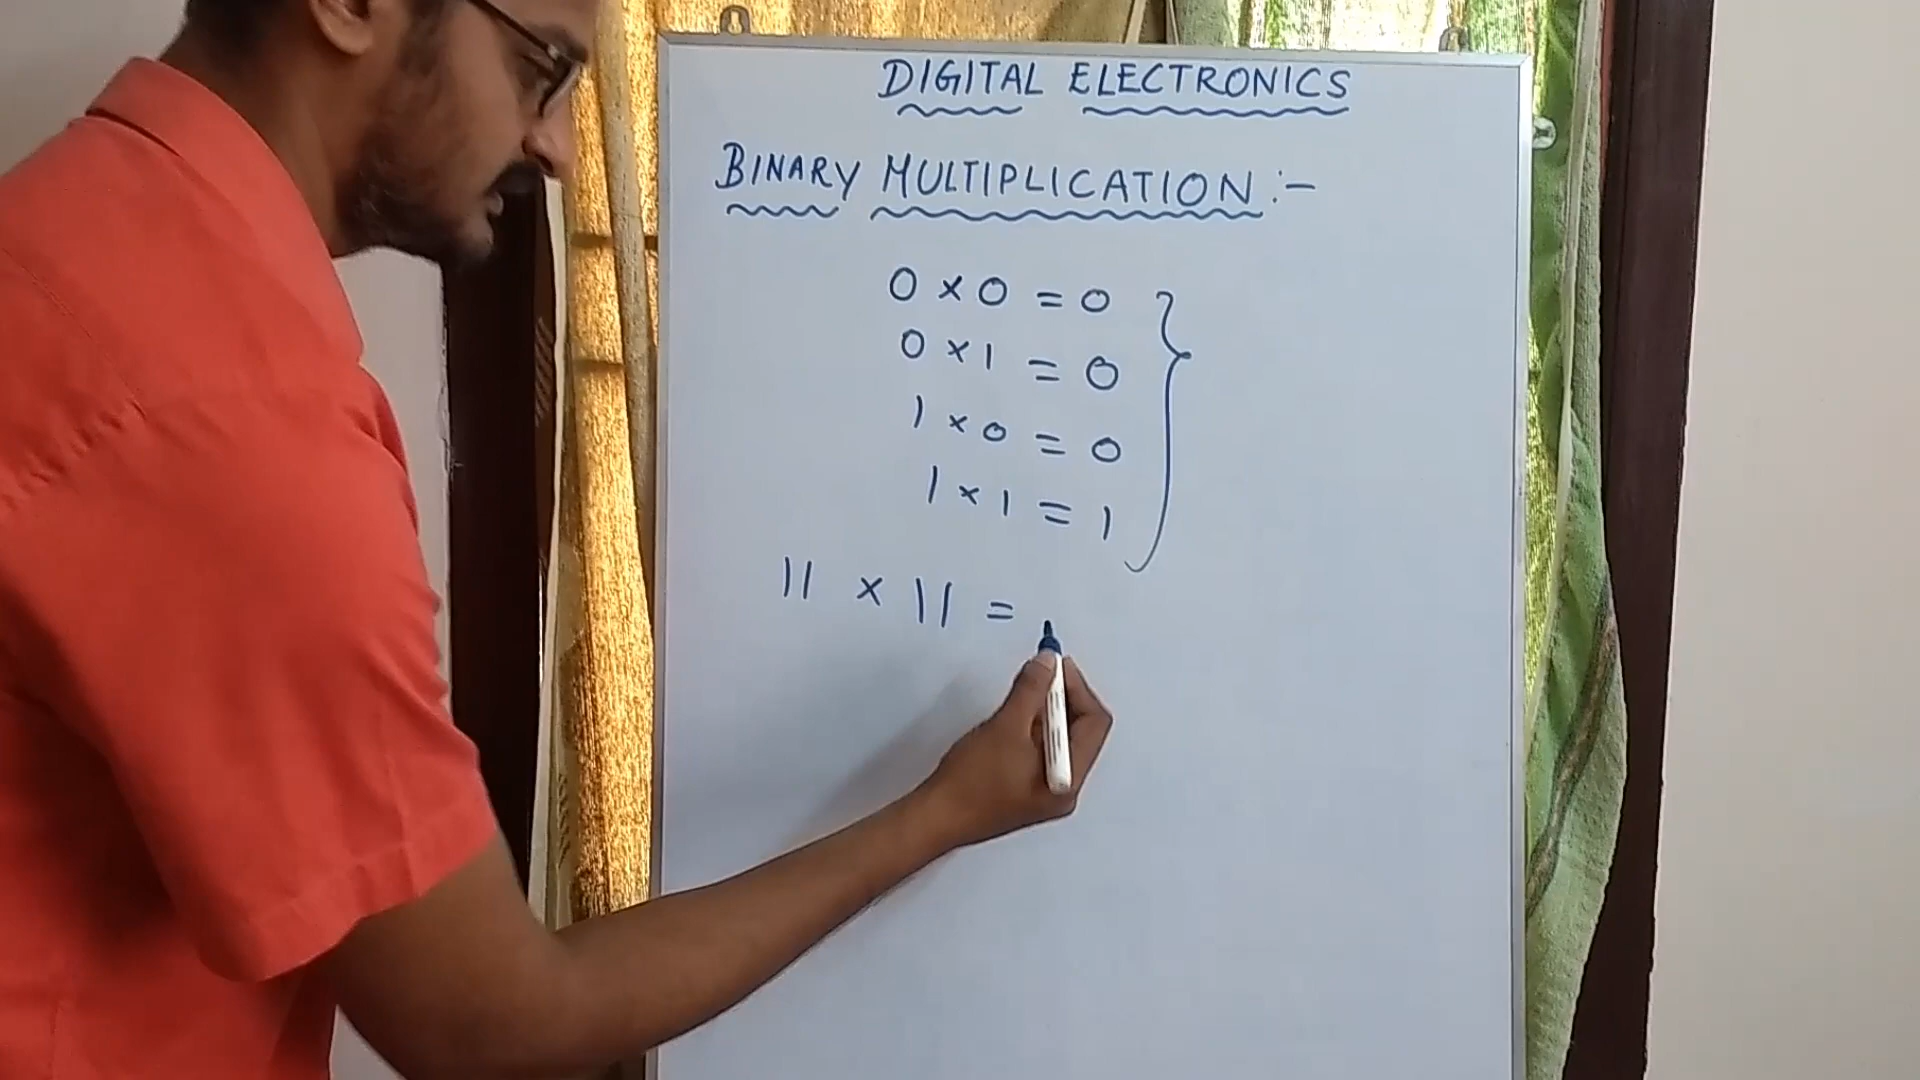 DIGITAL ELECTRONICS
BINARY MULTIPLICATION :-
0 × 0 = 0
0 × 1 = 0
1 × 0 = 0
1 × 1 = 1
11 × 11 =